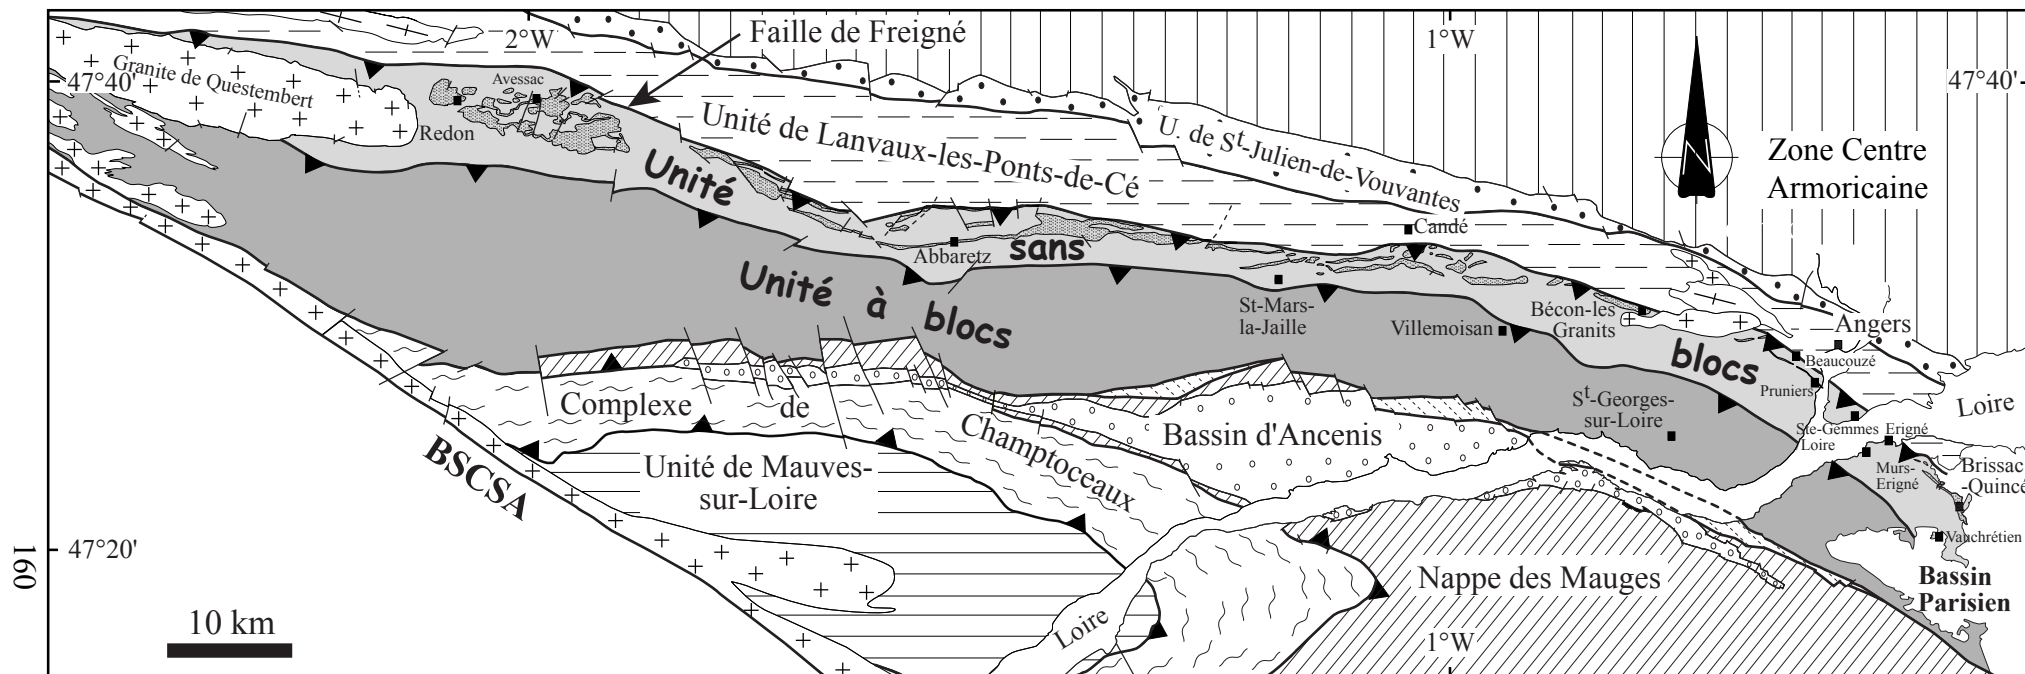 Faille de Freigné
2°W
1°W
47°40'
47°40'
Granite de Questembert
Avessac
Redon
Unité de Lanvaux-les-Ponts-de-Cé
U. de St-Julien-de-Vouvantes
Zone Centre
Armoricaine
N
Unité
sans
blocs
Candé
Abbaretz
Unité à blocs
St-Mars-
la-Jaille
Villemoisan
Bécon-les
Granits
Angers
Beaucouzé
Pruniers
St-Georges-
sur-Loire
Loire
Ste-Gemmes
Loire
Erigné
Murs-
Erigné
Brissac
-Quincé
Vauchrétien
Complexe
de
Champtoceaux
Bassin d'Ancenis
BSCSA
Unité de Mauves-
sur-Loire
Nappe des Mauges
Bassin
Parisien
Loire
47°20'
160
10 km
1°W